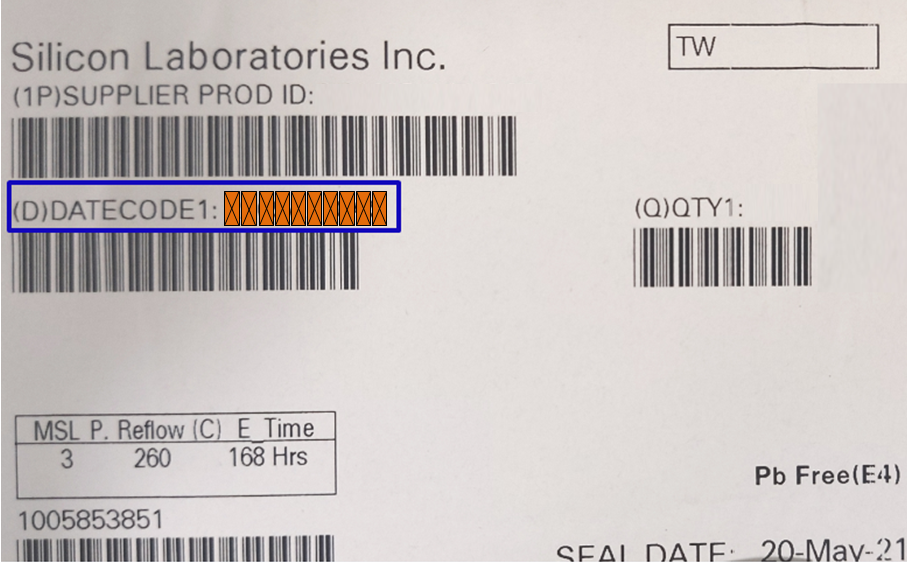 Silicon Laboratories Inc.
TW
(1P)SUPPLIER PROD ID:
(D)DATECODE1:
(Q)QTY1:
MSL P. Reflow (C) E_Time
3 260 168 Hrs
Pb Free(E4)
1005853851
SEAL DATE: 20-May-21